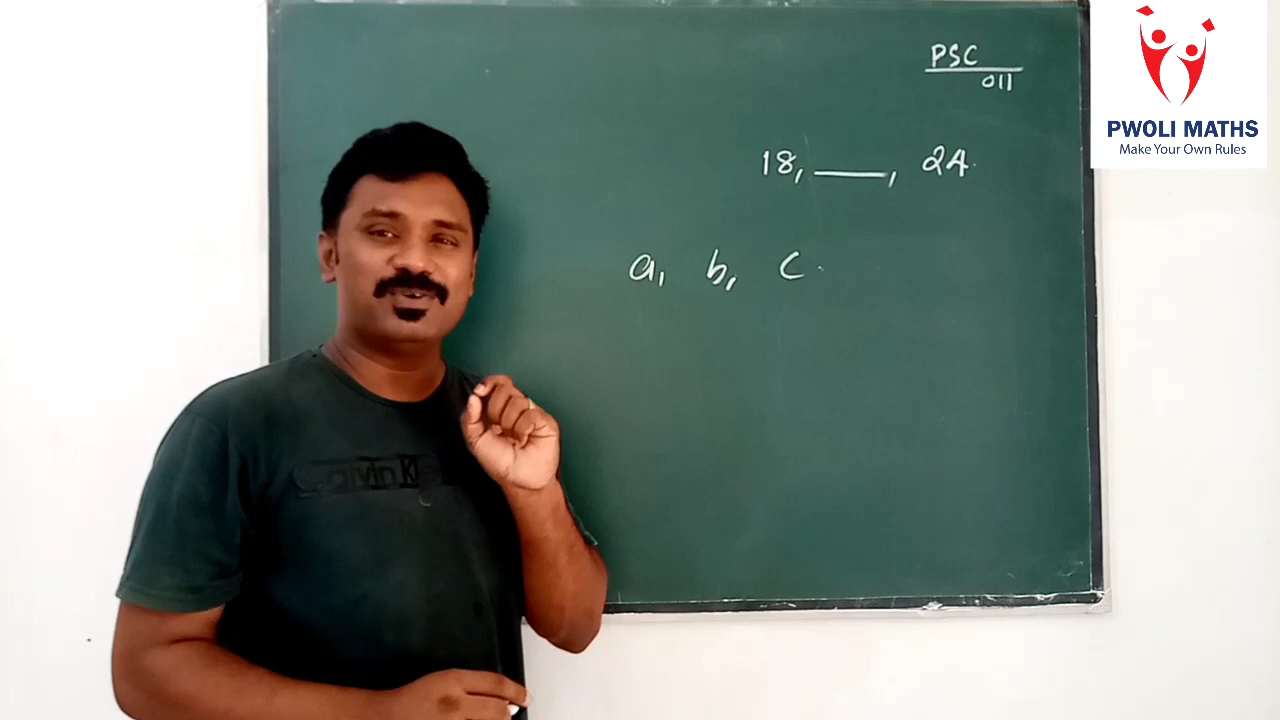 PSC
011
PWOLI MATHS
Make Your Own Rules
18, ___, 24.
a, b, c.